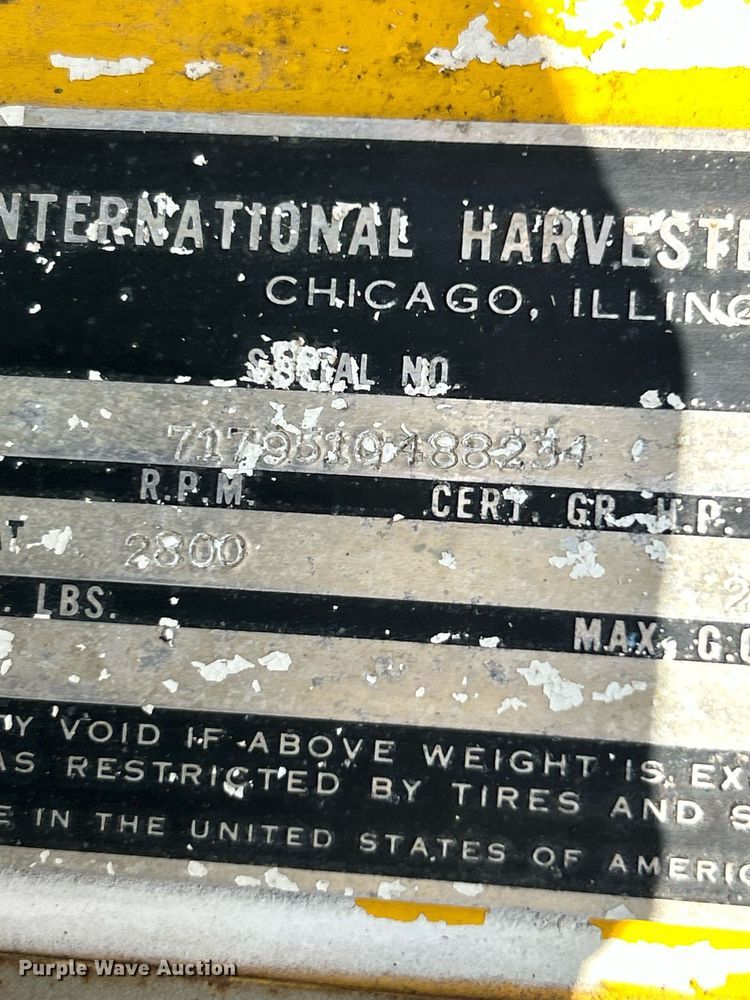 NTERNATIONAL HARVESTE
CHICAGO, ILLINO
SERIAL NO.
R.P.M. CERT. GR. H.P.
T 2800 2
. LBS. MAX. G.C
Y VOID IF ABOVE WEIGHT IS EX
AS RESTRICTED BY TIRES AND S
E IN THE UNITED STATES OF AMERIC
Purple Wave Auction